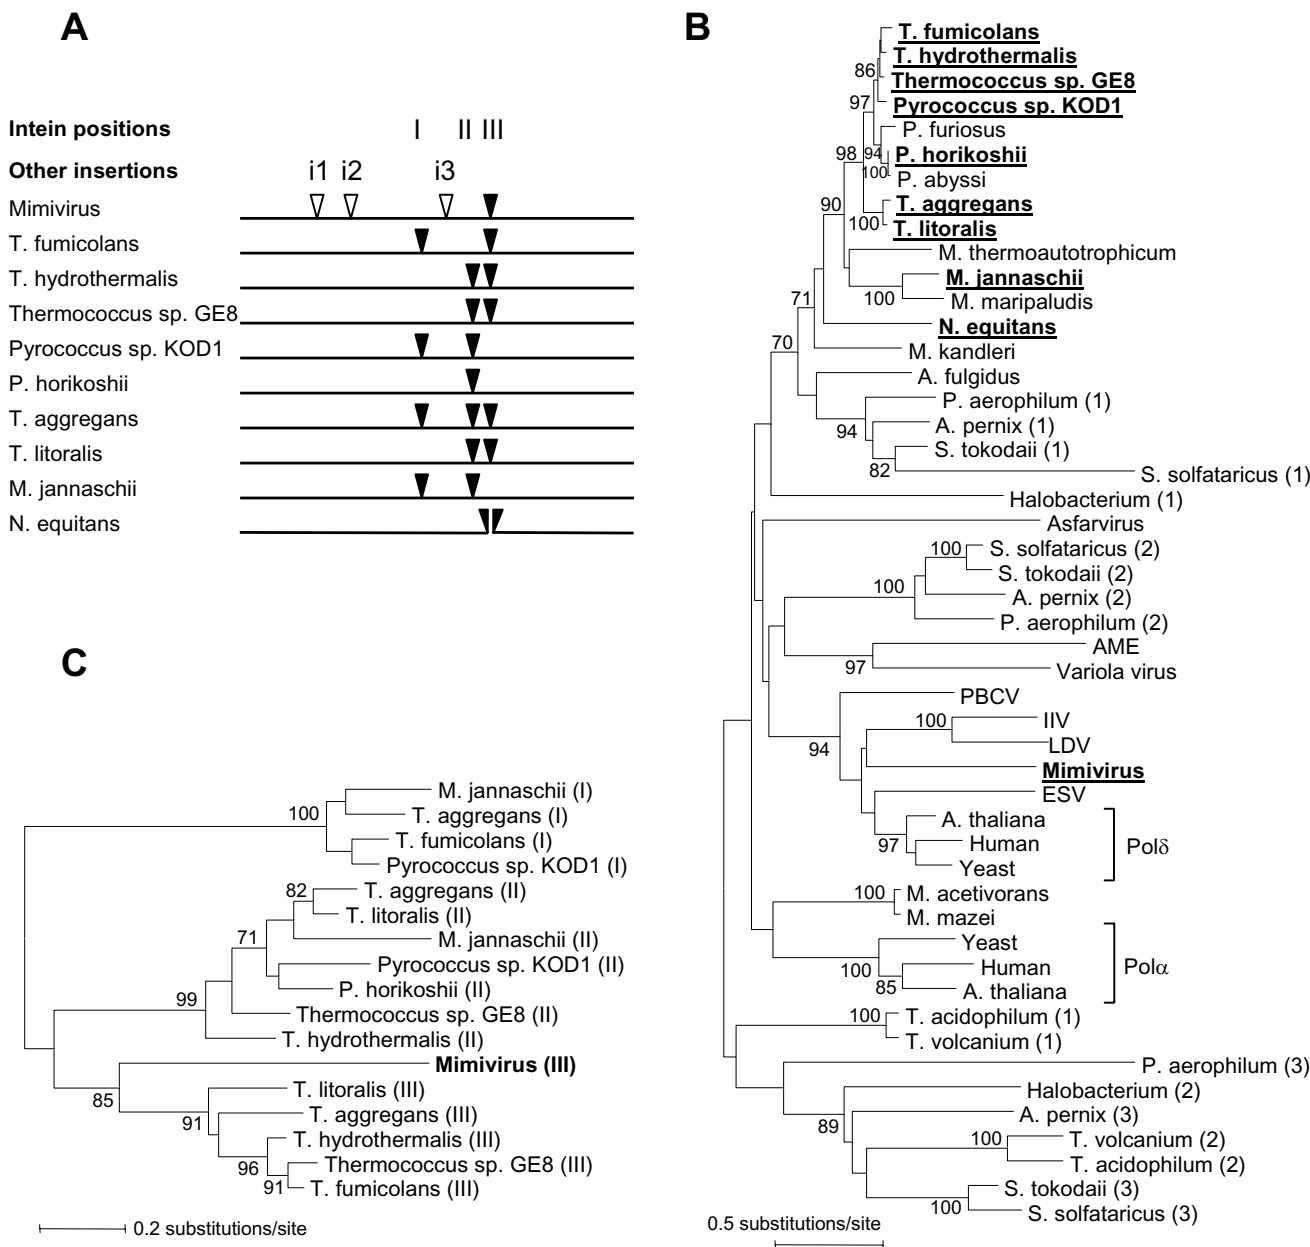 A
Intein positions I II III
Other insertions i1 i2 i3
Mimivirus
T. fumicolans
T. hydrothermalis
Thermococcus sp. GE8
Pyrococcus sp. KOD1
P. horikoshii
T. aggregans
T. litoralis
M. jannaschii
N. equitans
B
T. fumicolans
T. hydrothermalis
86
Thermococcus sp. GE8
97
Pyrococcus sp. KOD1
P. furiosus
98 94
P. horikoshii
100
P. abyssi
90
T. aggregans
100
T. litoralis
M. thermoautotrophicum
M. jannaschii
100
M. maripaludis
71
N. equitans
70
M. kandleri
A. fulgidus
P. aerophilum (1)
94
A. pernix (1)
S. tokodaii (1)
82
S. solfataricus (1)
Halobacterium (1)
Asfarvirus
100
S. solfataricus (2)
S. tokodaii (2)
100
A. pernix (2)
P. aerophilum (2)
AME
97
Variola virus
PBCV
100
IIV
LDV
94
Mimivirus
ESV
A. thaliana
97
Human
Polδ
Yeast
100
M. acetivorans
M. mazei
Yeast
100
Human
Polα
85
A. thaliana
100
T. acidophilum (1)
T. volcanium (1)
P. aerophilum (3)
Halobacterium (2)
89
A. pernix (3)
100
T. volcanium (2)
T. acidophilum (2)
S. tokodaii (3)
100
S. solfataricus (3)
0.5 substitutions/site
C
M. jannaschii (I)
100
T. aggregans (I)
T. fumicolans (I)
Pyrococcus sp. KOD1 (I)
82
T. aggregans (II)
T. litoralis (II)
71
M. jannaschii (II)
Pyrococcus sp. KOD1 (II)
P. horikoshii (II)
99
Thermococcus sp. GE8 (II)
T. hydrothermalis (II)
Mimivirus (III)
85
T. litoralis (III)
91
T. aggregans (III)
T. hydrothermalis (III)
96
Thermococcus sp. GE8 (III)
91
T. fumicolans (III)
0.2 substitutions/site